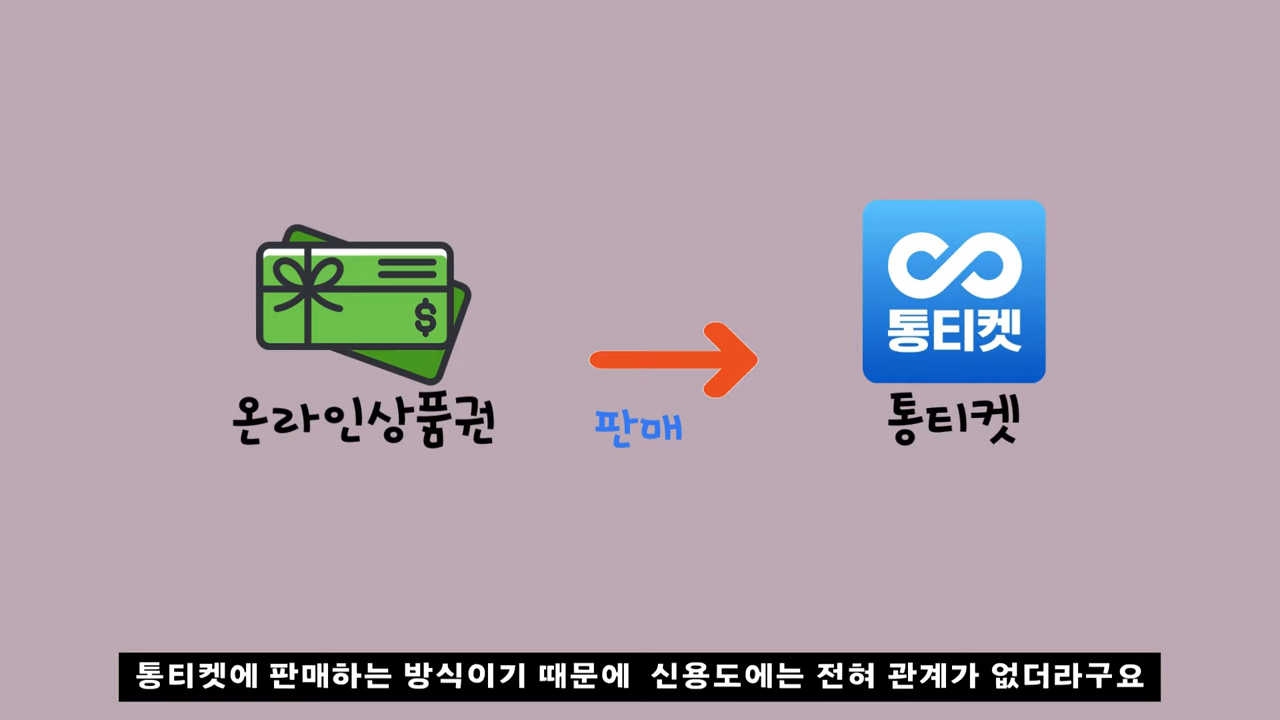 통티켓
온라인상품권
판매
통티켓
통티켓에 판매하는 방식이기 때문에 신용도에는 전혀 관계가 없더라구요